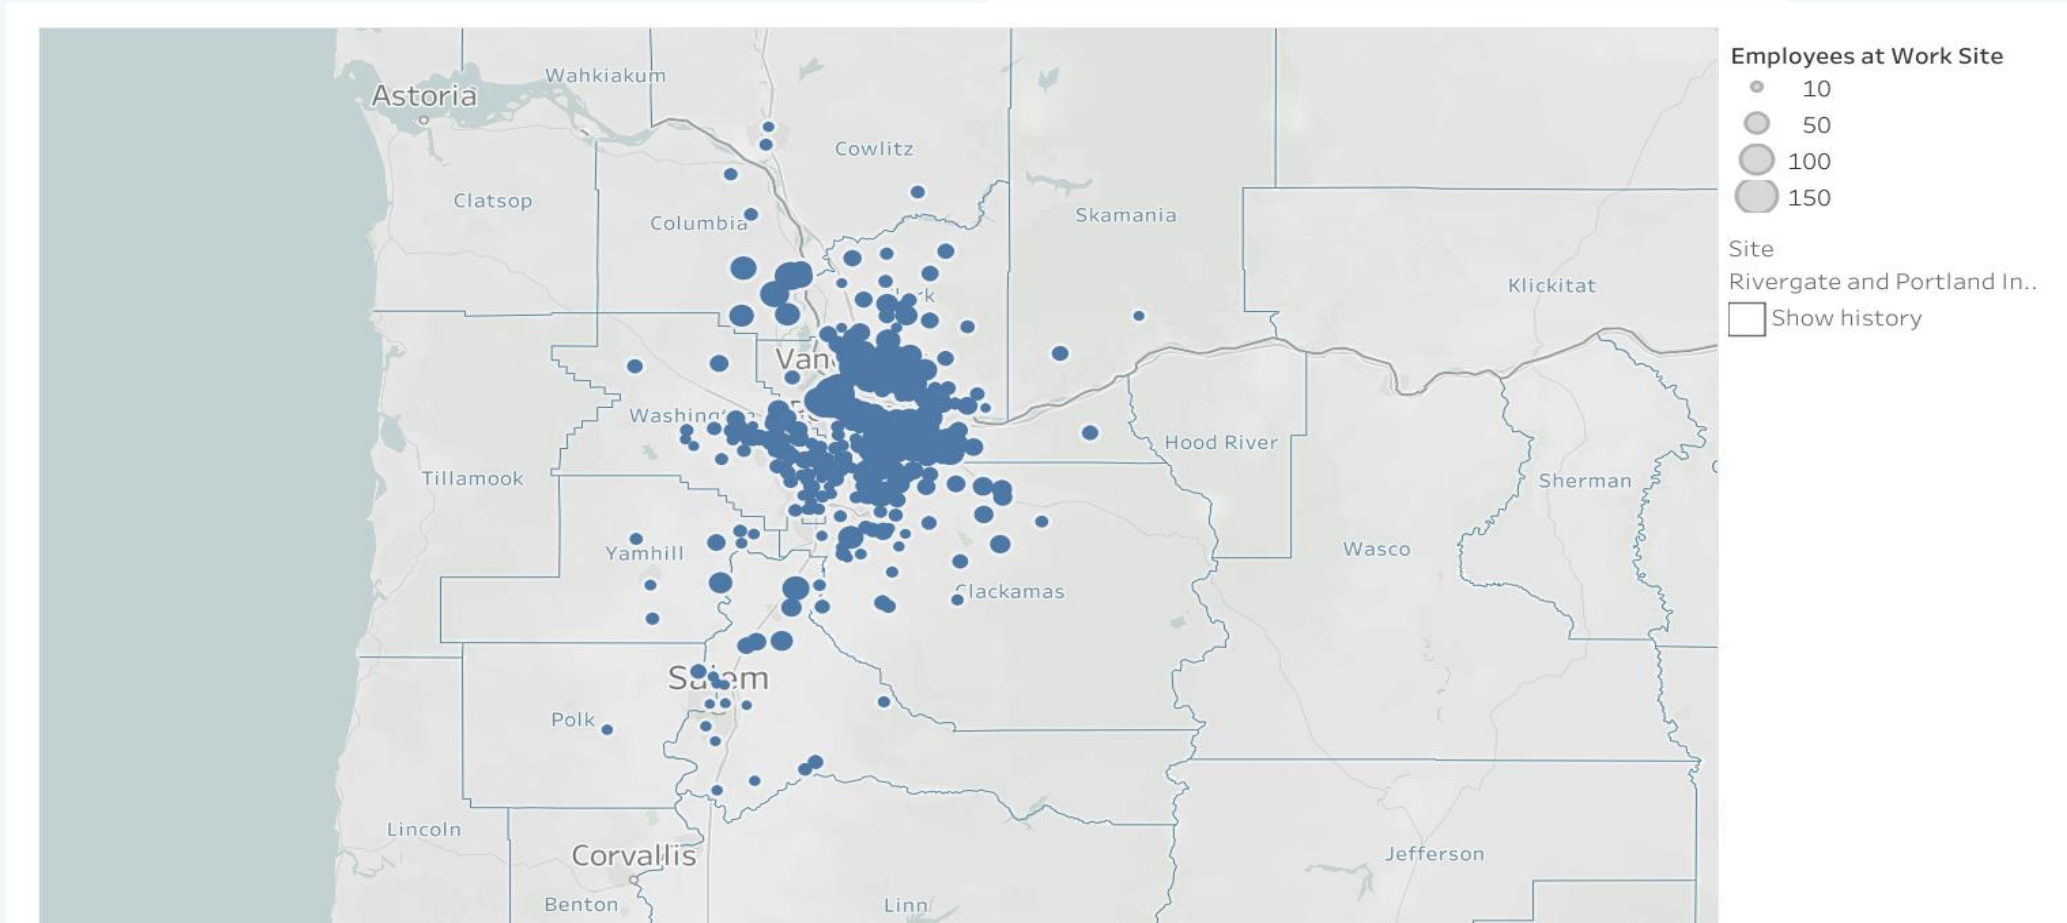 Wahkiakum
Astoria
Cowlitz
Clatsop
Columbia
Skamania
Klickitat
Tillamook
Hood River
Sherman
Yamhill
Wasco
Clackamas
Polk
Lincoln
Corvallis
Jefferson
Benton
Linn
Employees at Work Site
10
50
100
150
Site
Rivergate and Portland In..
Show history